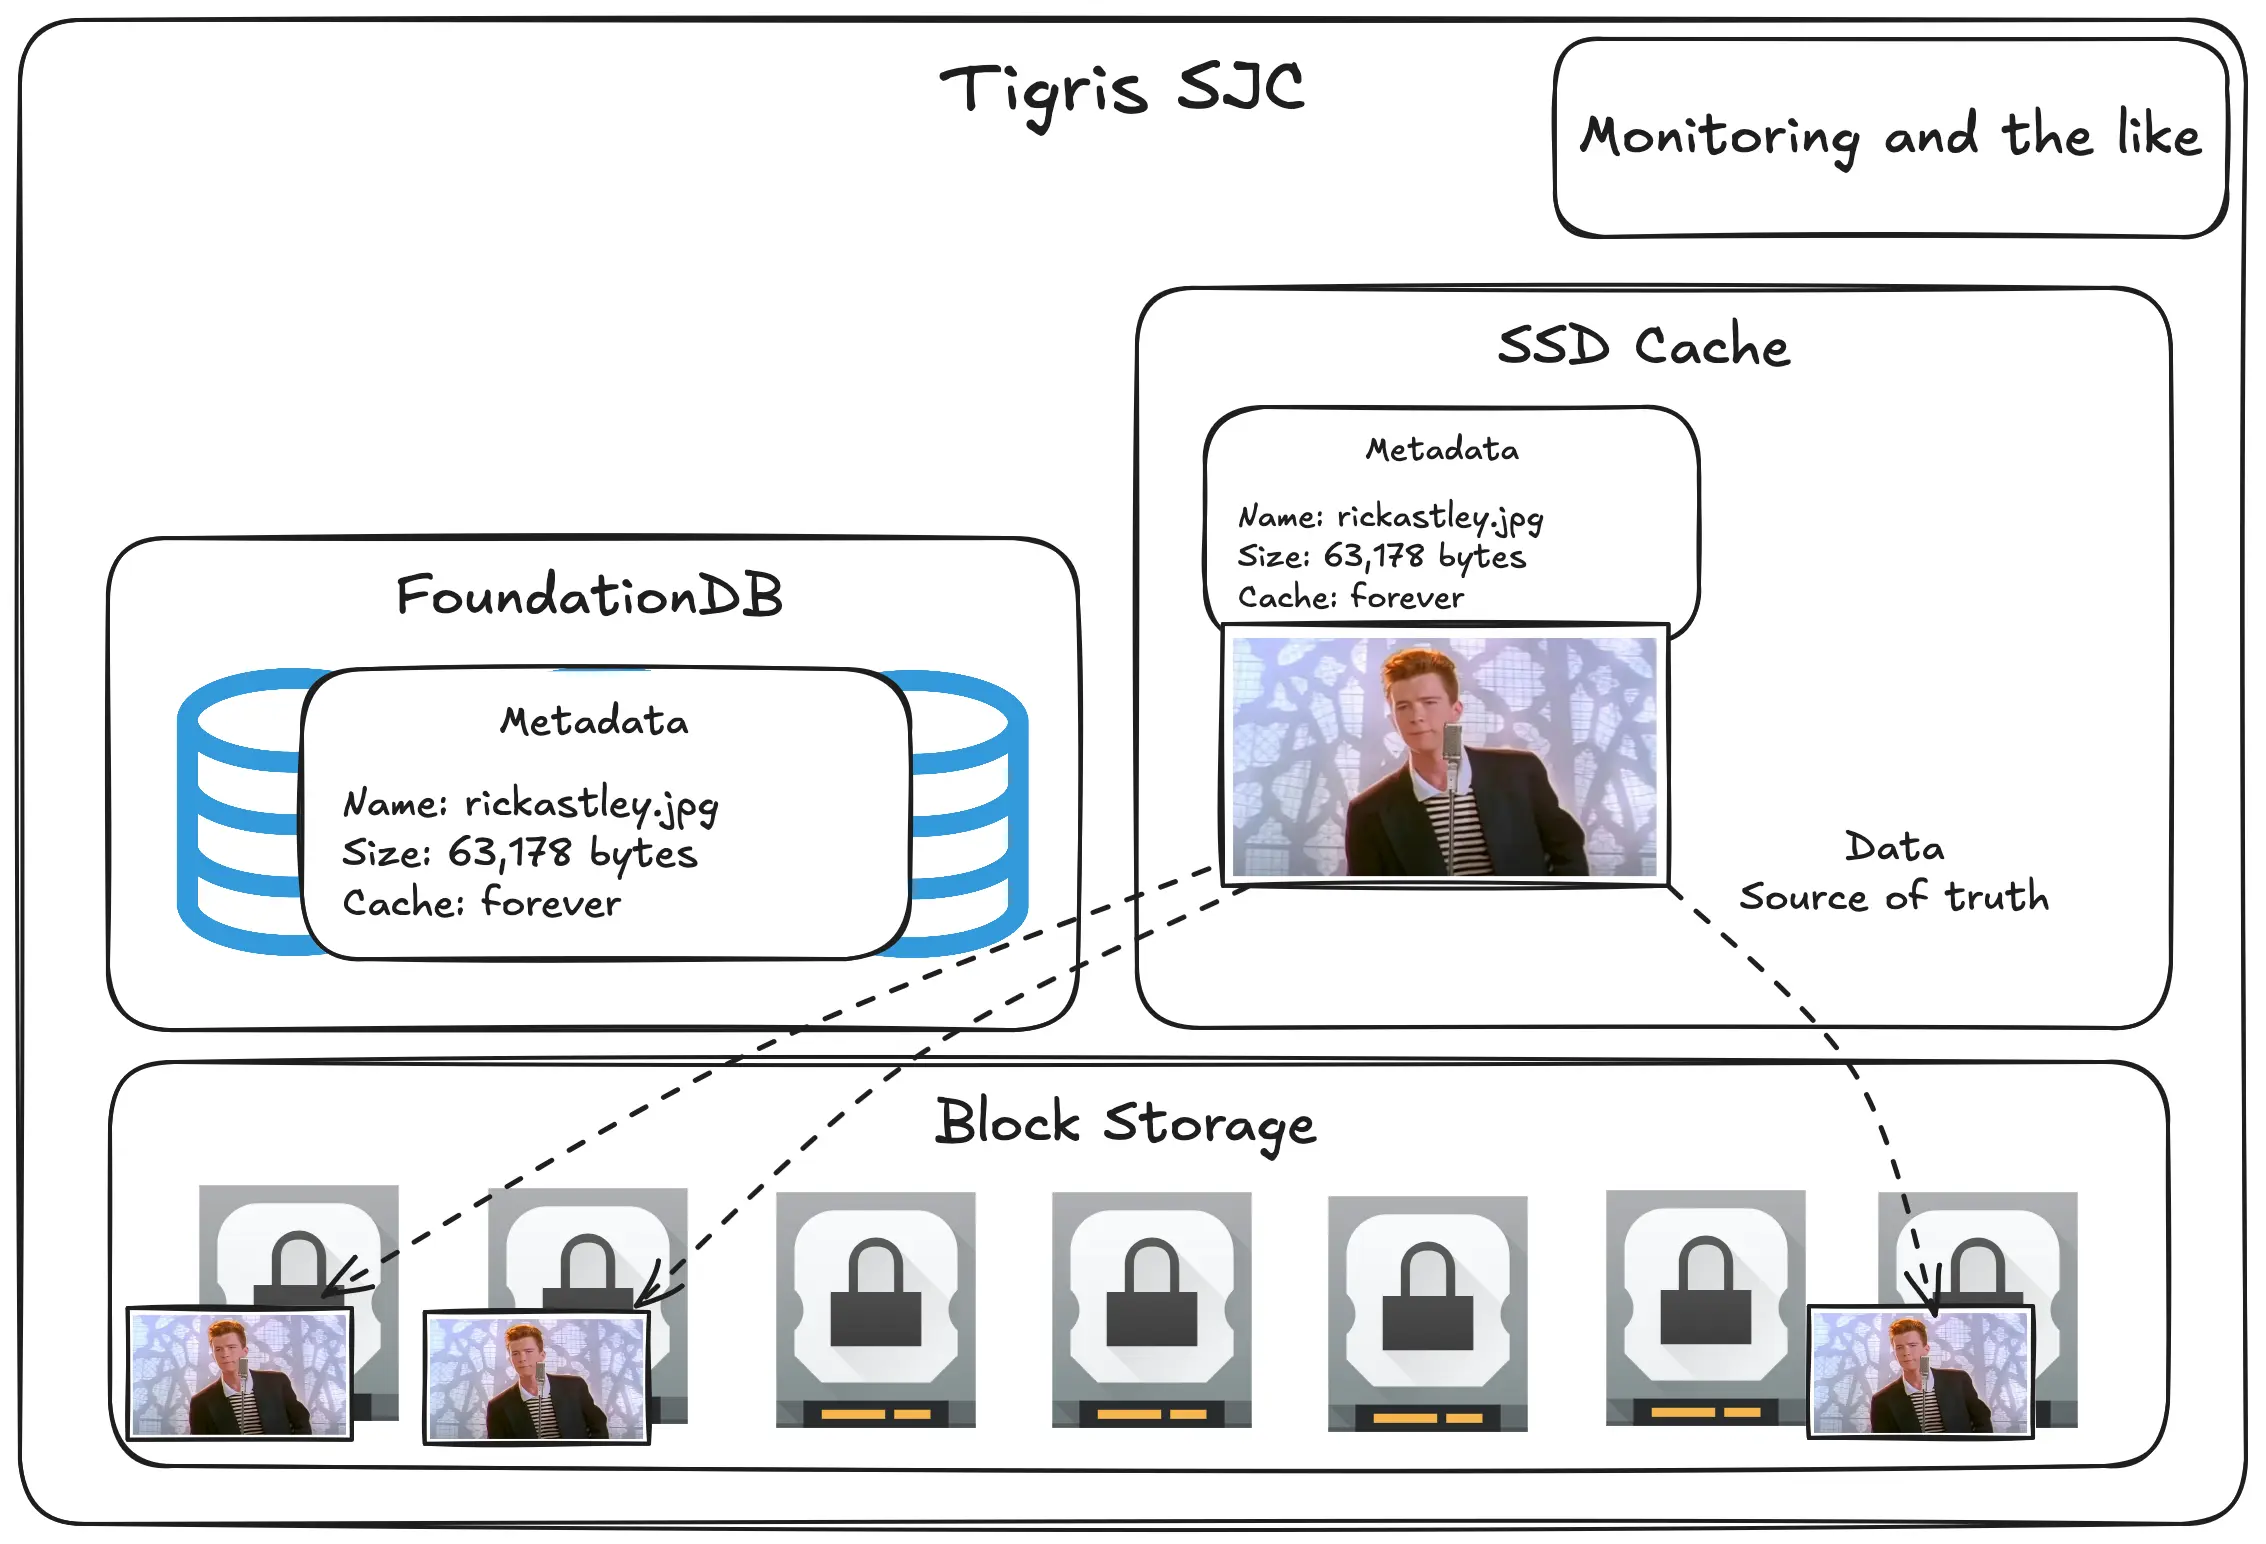 Tigris SJC
Monitoring and the like
SSD Cache
Metadata
Name: rickastley.jpg
Size: 63,178 bytes
Cache: forever
FoundationDB
Metadata
Name: rickastley.jpg
Size: 63,178 bytes
Cache: forever
Data
Source of truth
Block Storage